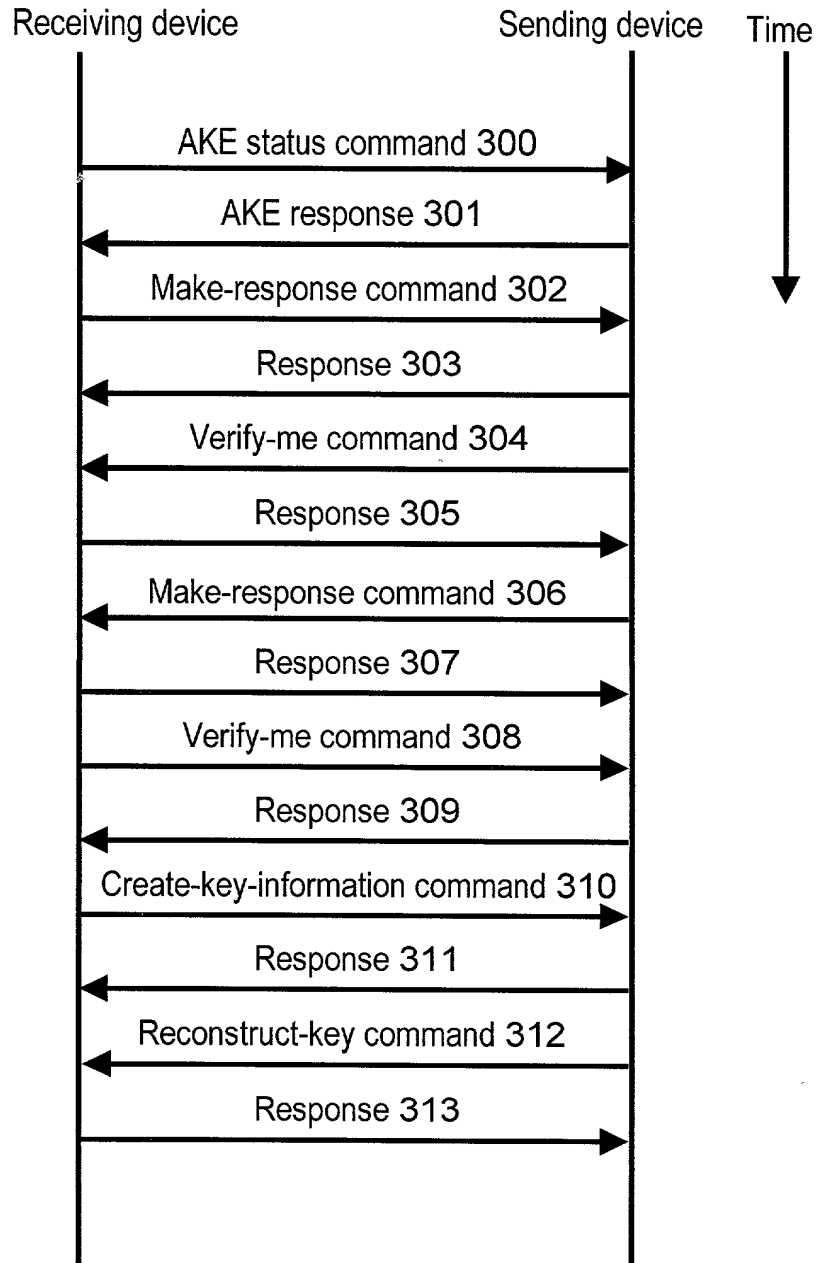 Receiving device
Sending device
Time
AKE status command 300
AKE response 301
Make-response command 302
Response 303
Verify-me command 304
Response 305
Make-response command 306
Response 307
Verify-me command 308
Response 309
Create-key-information command 310
Response 311
Reconstruct-key command 312
Response 313